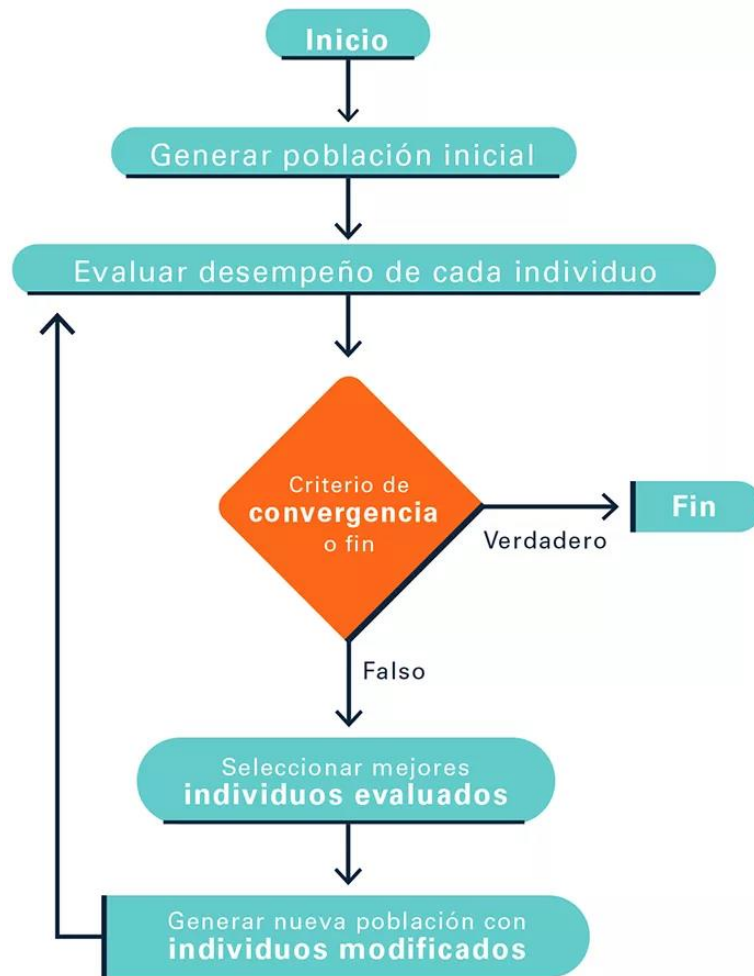 Inicio
Generar población inicial
Evaluar desempeño de cada individuo
Criterio de
convergencia
o fin
Verdadero
Fin
Falso
Seleccionar mejores
individuos evaluados
Generar nueva población con
individuos modificados